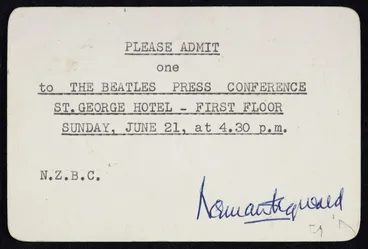 PLEASE ADMIT
one
to THE BEATLES PRESS CONFERENCE
ST.GEORGE HOTEL - FIRST FLOOR
SUNDAY, JUNE 21, at 4.30 p.m.
N.Z.B.C.